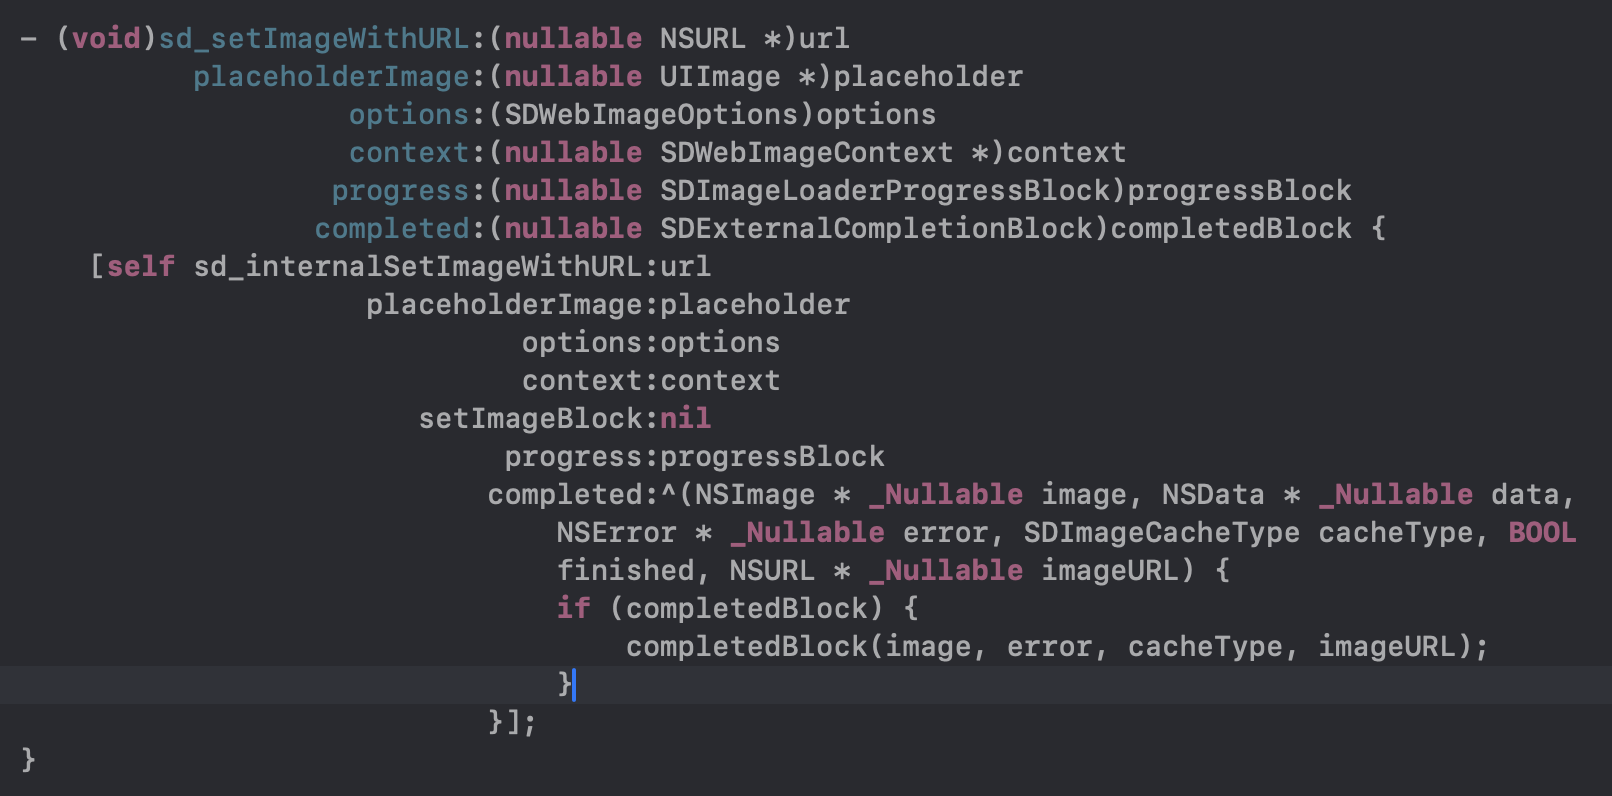 - (void)sd_setImageWithURL:(nullable NSURL *)url
placeholderImage:(nullable UIImage *)placeholder
options:(SDWebImageOptions)options
context:(nullable SDWebImageContext *)context
progress:(nullable SDImageLoaderProgressBlock)progressBlock
completed:(nullable SDExternalCompletionBlock)completedBlock {
[self sd_internalSetImageWithURL:url
placeholderImage:placeholder
options:options
context:context
setImageBlock:nil
progress:progressBlock
completed:^(NSImage * _Nullable image, NSData * _Nullable data,
NSError * _Nullable error, SDImageCacheType cacheType, BOOL
finished, NSURL * _Nullable imageURL) {
if (completedBlock) {
completedBlock(image, error, cacheType, imageURL);
}
}];
}